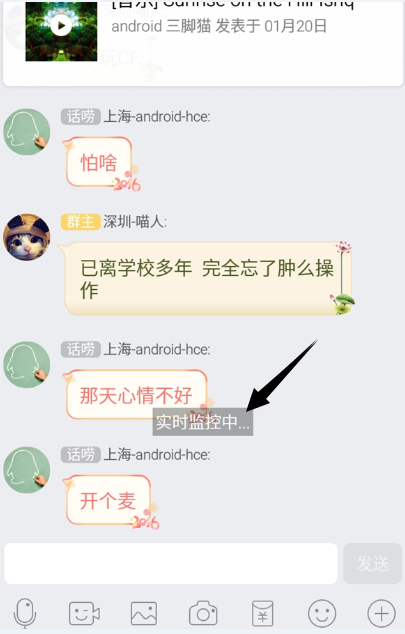 [音乐] Sunrise on the Hill Ishq
android 三脚猫 发表于 01月20日
玩CF
话唠 上海-android-hce:
怕啥
2016
群主 深圳-喵人:
已离学校多年 完全忘了肿么操
作
话唠 上海-android-hce:
那天心情不好
实时监控中...
话唠 上海-android-hce:
开个麦
2016
发送